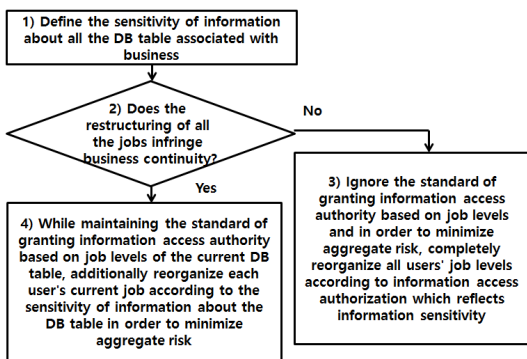 1) Define the sensitivity of information
about all the DB table associated with
business
2) Does the
restructuring of all
the jobs infringe
business continuity?
No
Yes
3) Ignore the standard of
granting information access
authority based on job levels
and in order to minimize
aggregate risk, completely
reorganize all users' job levels
according to information access
authorization which reflects
information sensitivity
4) While maintaining the standard of
granting information access authority
based on job levels of the current DB
table, additionally reorganize each
user's current job according to the
sensitivity of information about the
DB table in order to minimize
aggregate risk